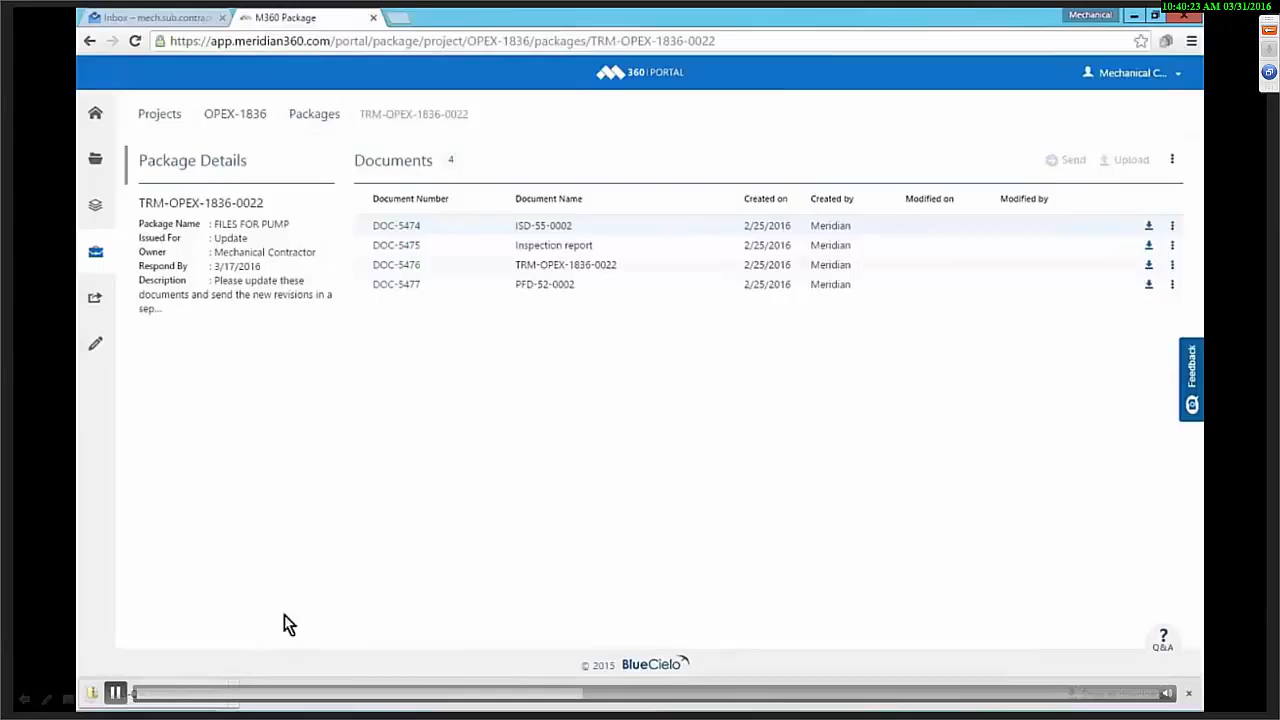 10:40:23 AM 03/31/2016
Inbox – mech.sub.contrac
M360 Package
Mechanical
https://app.meridian360.com/portal/package/project/OPEX-1836/packages/TRM-OPEX-1836-0022
360 | PORTAL
Mechanical C...
Projects OPEX-1836 Packages TRM-OPEX-1836-0022
Package Details
Documents 4
Send Upload
TRM-OPEX-1836-0022
Package Name : FILES FOR PUMP
Issued For : Update
Owner : Mechanical Contractor
Respond By : 3/17/2016
Description : Please update these
documents and send the new revisions in a
sep...
Document Number Document Name Created on Created by Modified on Modified by
DOC-5474 ISD-55-0002 2/25/2016 Meridian
DOC-5475 Inspection report 2/25/2016 Meridian
DOC-5476 TRM-OPEX-1836-0022 2/25/2016 Meridian
DOC-5477 PFD-52-0002 2/25/2016 Meridian
Feedback
?
Q&A
© 2015 BlueCielo